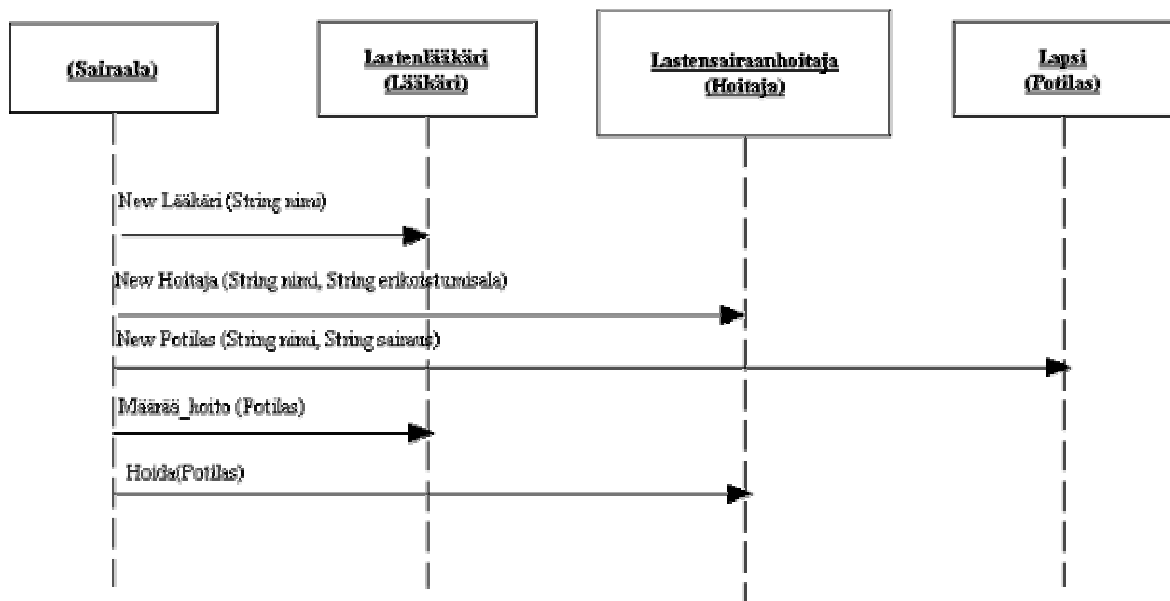 (Sairaala)
Lastenlääkäri
(Lääkäri)
Lastensairaanhoitaja
(Hoitaja)
Lapsi
(Potilas)
New Lääkäri (String nimi)
New Hoitaja (String nimi, String erikoistumisala)
New Potilas (String nimi, String sairaus)
Määrää_hoito (Potilas)
Hoida(Potilas)